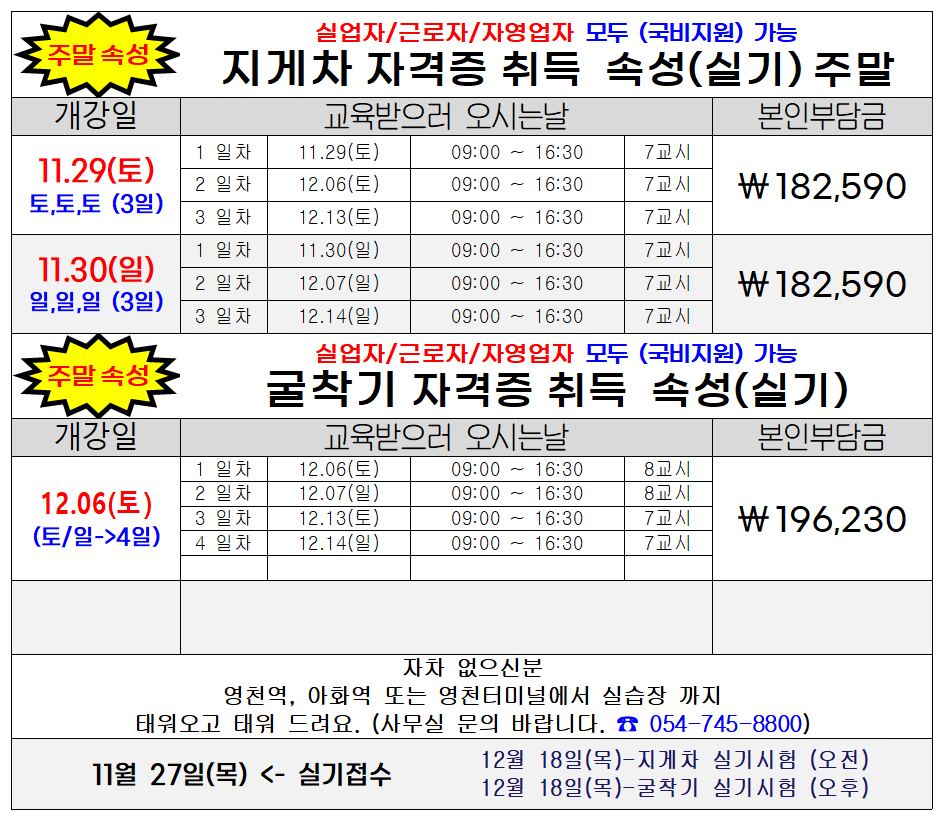 주말 속성
실업자/근로자/자영업자 모두 (국비지원) 가능
지게차 자격증 취득 속성(실기) 주말
개강일 교육받으러 오시는날 본인부담금
11.29(토)
토,토,토 (3일)
1 일차 11.29(토) 09:00 ~ 16:30 7교시
2 일차 12.06(토) 09:00 ~ 16:30 7교시
3 일차 12.13(토) 09:00 ~ 16:30 7교시
₩182,590
11.30(일)
일,일,일 (3일)
1 일차 11.30(일) 09:00 ~ 16:30 7교시
2 일차 12.07(일) 09:00 ~ 16:30 7교시
3 일차 12.14(일) 09:00 ~ 16:30 7교시
₩182,590
주말 속성
실업자/근로자/자영업자 모두 (국비지원) 가능
굴착기 자격증 취득 속성(실기)
개강일 교육받으러 오시는날 본인부담금
12.06(토)
(토/일->4일)
1 일차 12.06(토) 09:00 ~ 16:30 8교시
2 일차 12.07(일) 09:00 ~ 16:30 8교시
3 일차 12.13(토) 09:00 ~ 16:30 7교시
4 일차 12.14(일) 09:00 ~ 16:30 7교시
₩196,230
자차 없으신분
영천역, 아화역 또는 영천터미널에서 실습장 까지
태워오고 태워 드려요. (사무실 문의 바랍니다. ☎ 054-745-8800)
11월 27일(목) <- 실기접수
12월 18일(목)-지게차 실기시험 (오전)
12월 18일(목)-굴착기 실기시험 (오후)